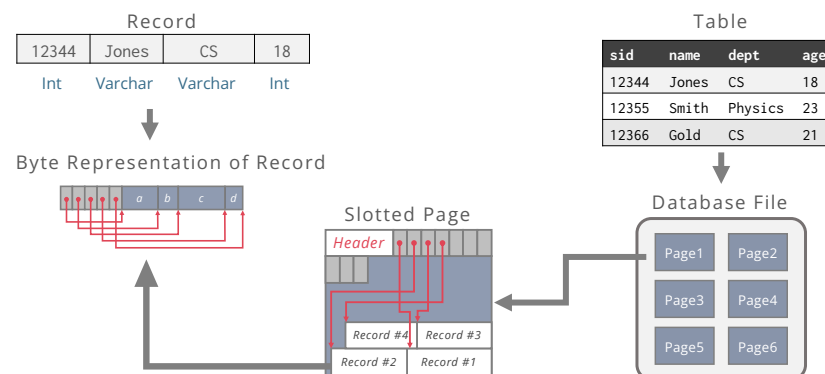 Record
12344 Jones CS 18
Int Varchar Varchar Int
Byte Representation of Record
a b c d
Slotted Page
Header
Record #4 Record #3
Record #2 Record #1
Table
sid name dept age
12344 Jones CS 18
12355 Smith Physics 23
12366 Gold CS 21
Database File
Page1 Page2
Page3 Page4
Page5 Page6